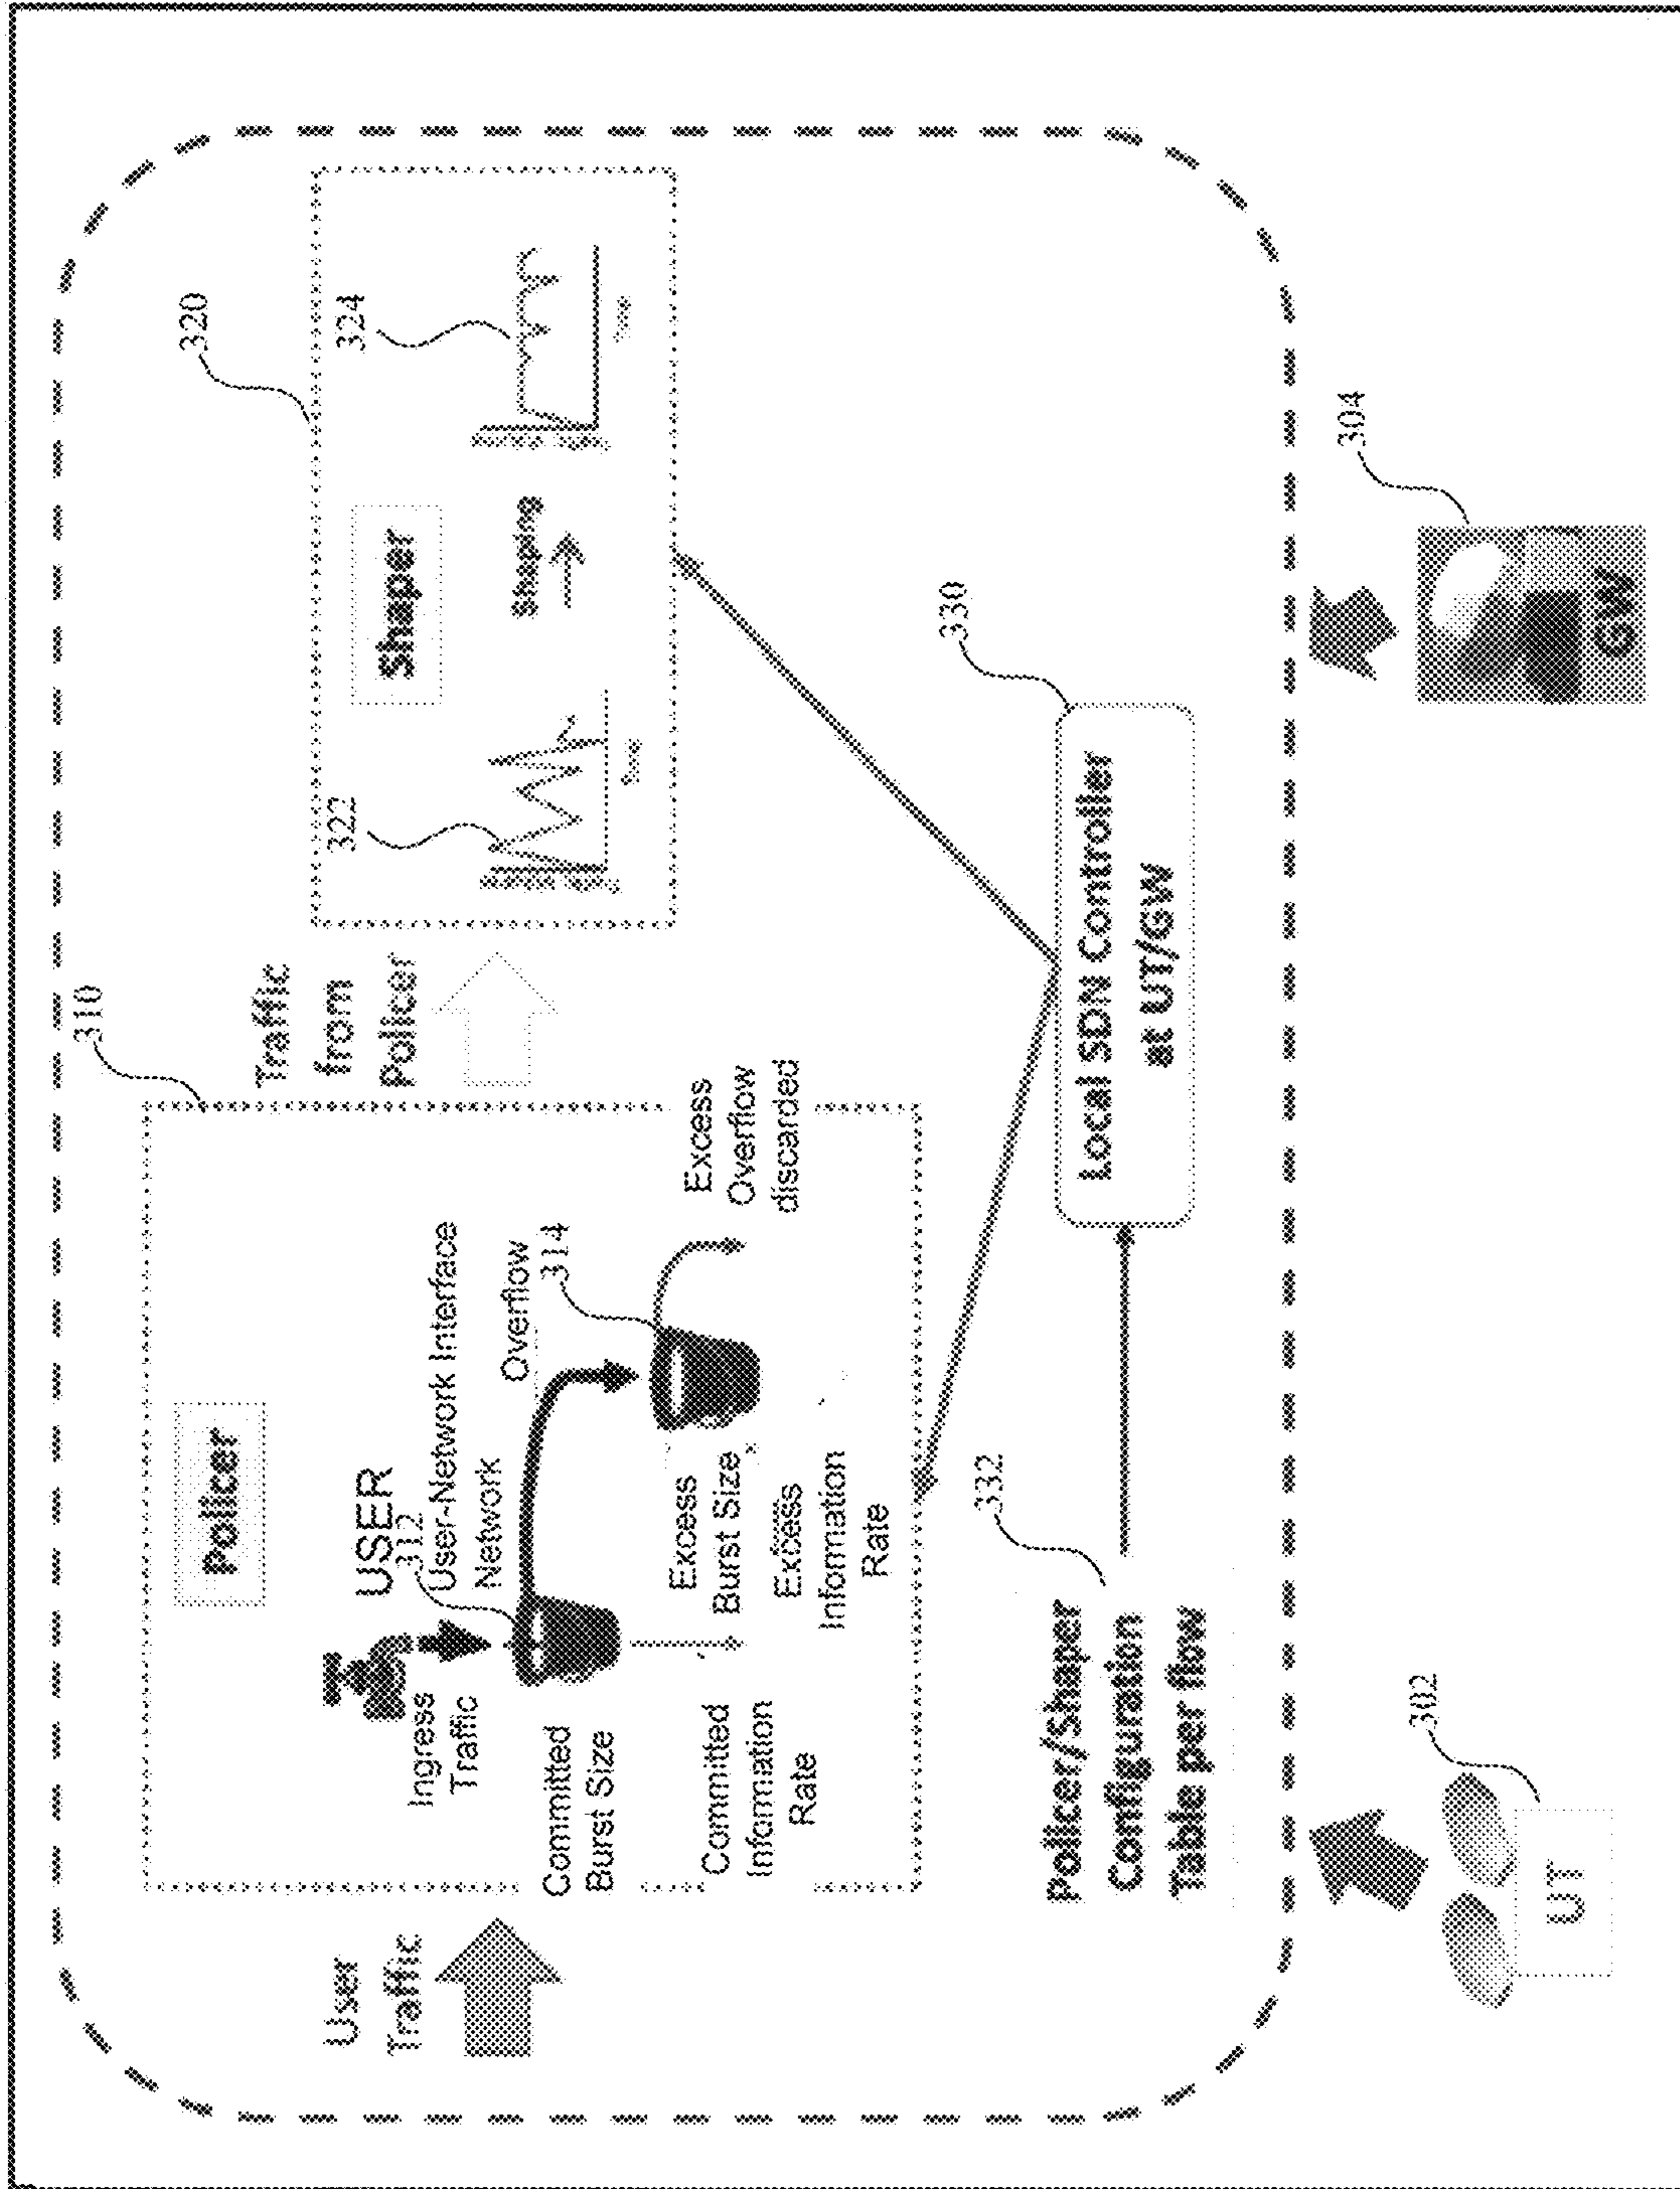 310
320
Policer
Traffic
from
Policer
Shaper
322
324
Shaping
Time
Time
User
Traffic
USER
312
User-Network Interface
Network
Ingress
Traffic
Overflow
314
Committed
Burst Size
Committed
Information
Rate
Excess
Burst Size
Excess
Information
Rate
Excess
Overflow
discarded
332
Policer/Shaper
Configuration
Table per flow
330
Local SDN Controller
at UT/GW
302
UT
304
GW